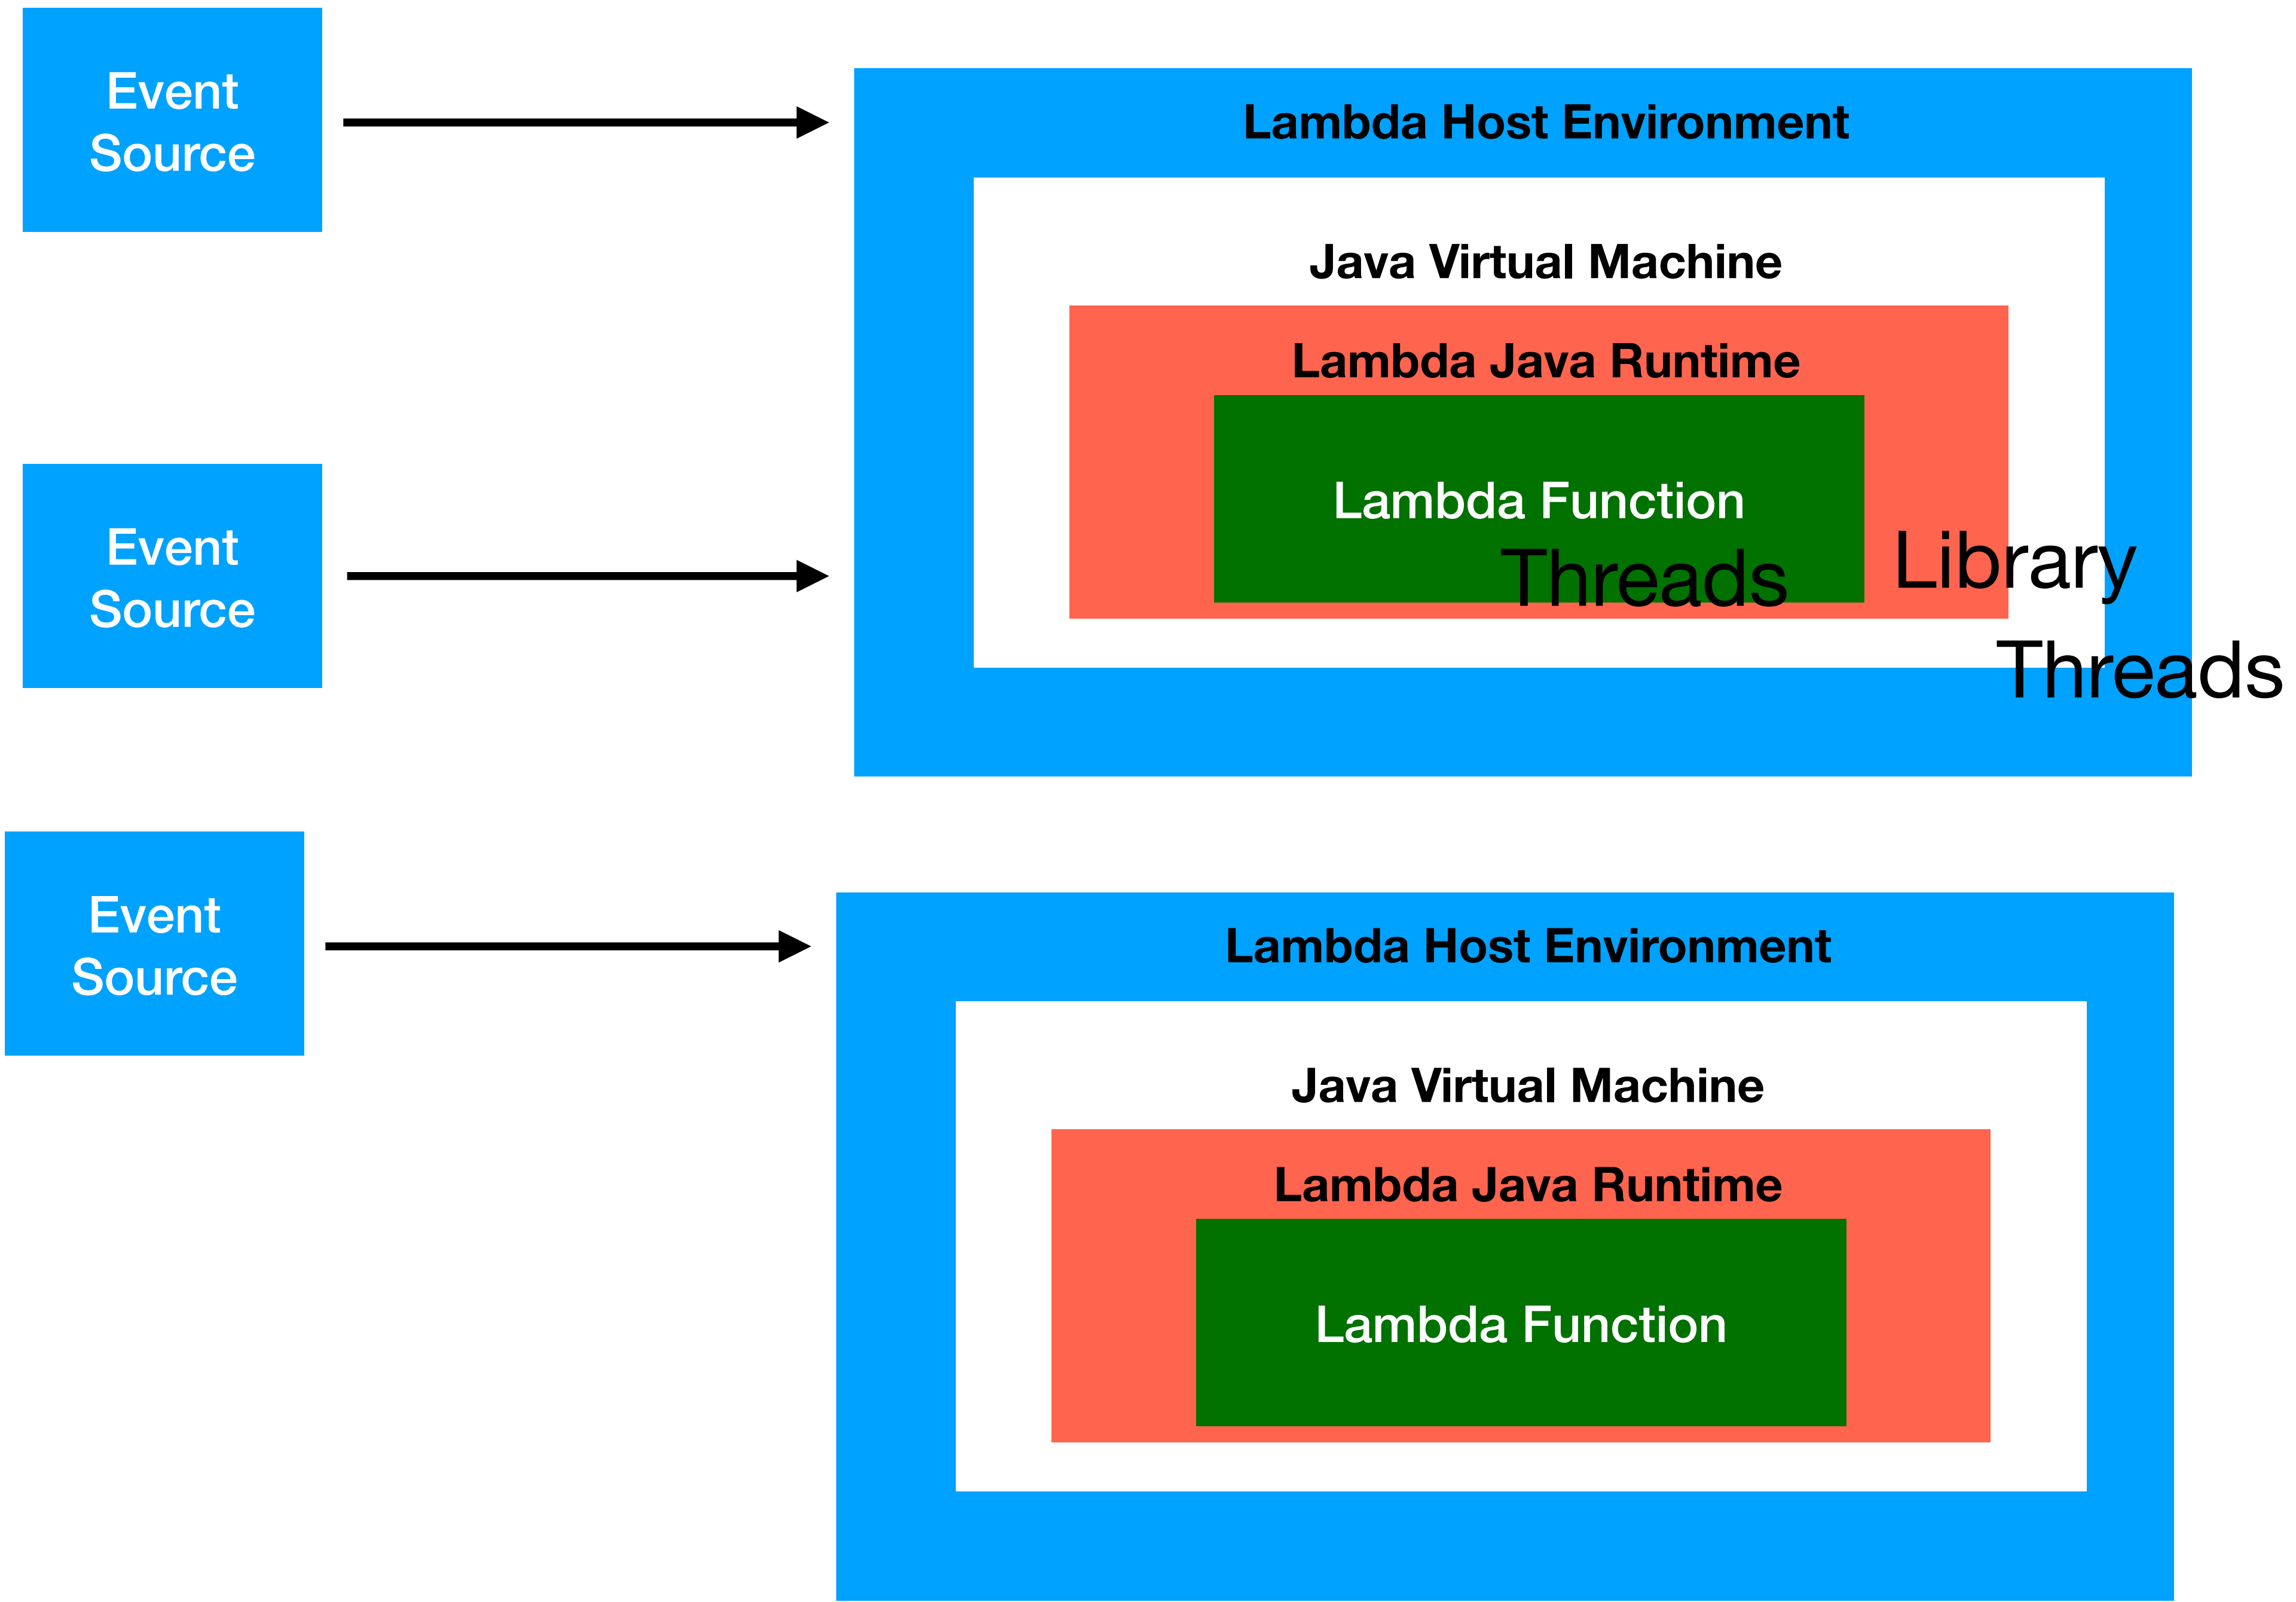 Event
Source
Lambda Host Environment
Java Virtual Machine
Lambda Java Runtime
Lambda Function
Threads
Library
Threads
Event
Source
Event
Source
Lambda Host Environment
Java Virtual Machine
Lambda Java Runtime
Lambda Function